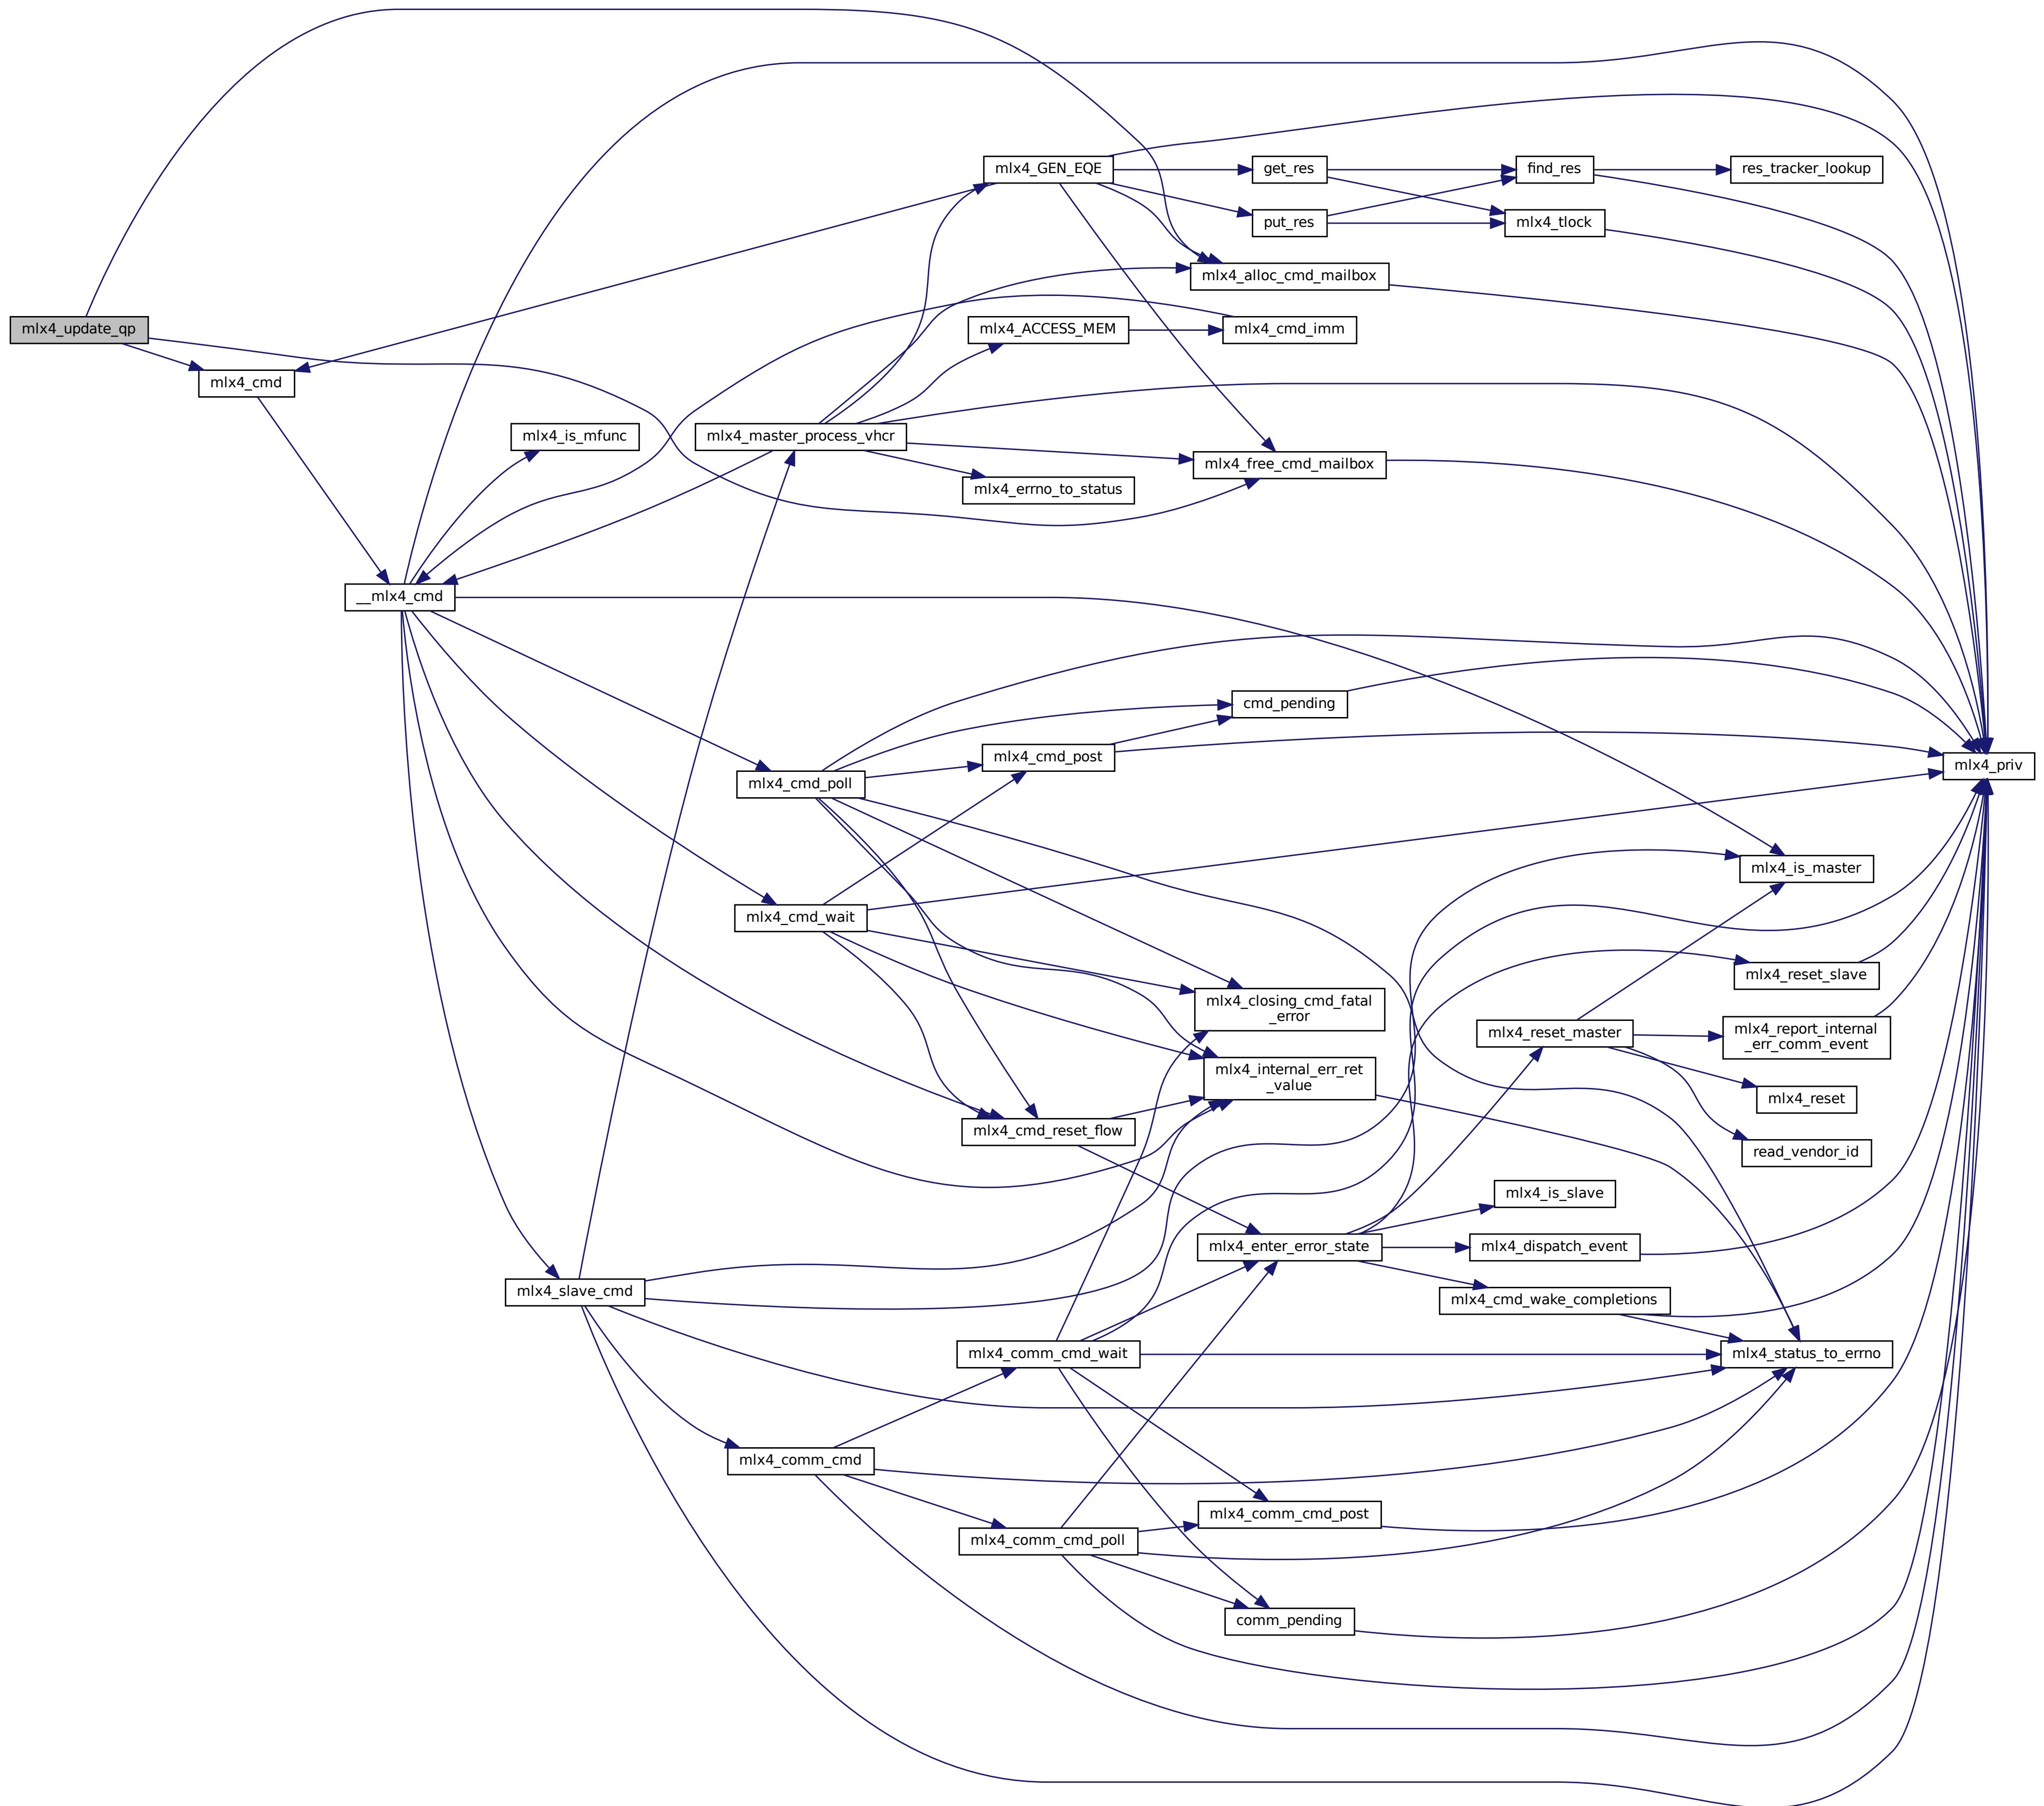 mlx4_GEN_EQE
get_res
find_res
res_tracker_lookup
put_res
mlx4_tlock
mlx4_alloc_cmd_mailbox
mlx4_update_qp
mlx4_ACCESS_MEM
mlx4_cmd_imm
mlx4_cmd
mlx4_is_mfunc
mlx4_master_process_vhcr
mlx4_free_cmd_mailbox
mlx4_errno_to_status
__mlx4_cmd
cmd_pending
mlx4_cmd_post
mlx4_priv
mlx4_cmd_poll
mlx4_is_master
mlx4_cmd_wait
mlx4_reset_slave
mlx4_closing_cmd_fatal
_error
mlx4_reset_master
mlx4_report_internal
_err_comm_event
mlx4_internal_err_ret
_value
mlx4_reset
mlx4_cmd_reset_flow
read_vendor_id
mlx4_is_slave
mlx4_enter_error_state
mlx4_dispatch_event
mlx4_slave_cmd
mlx4_cmd_wake_completions
mlx4_comm_cmd_wait
mlx4_status_to_errno
mlx4_comm_cmd
mlx4_comm_cmd_post
mlx4_comm_cmd_poll
comm_pending